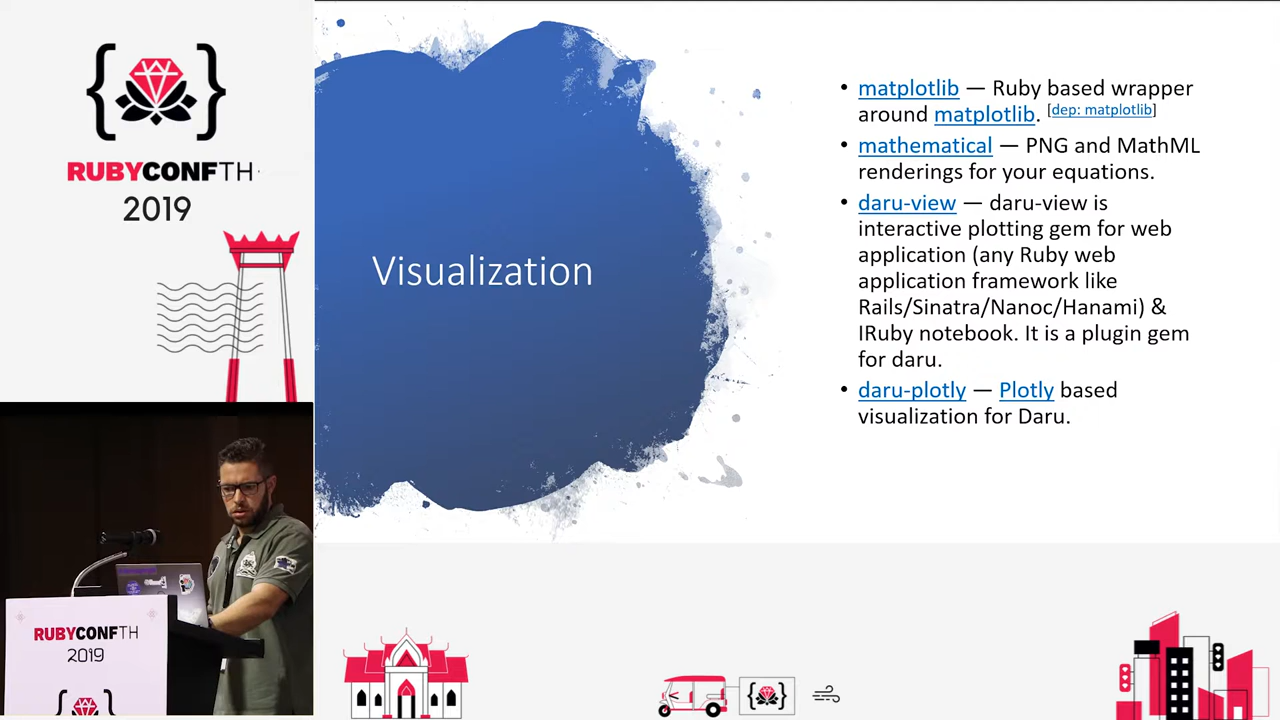 RUBYCONFTH
2019
Visualization
• matplotlib — Ruby based wrapper
around matplotlib. [dep: matplotlib]
• mathematical — PNG and MathML
renderings for your equations.
• daru-view — daru-view is
interactive plotting gem for web
application (any Ruby web
application framework like
Rails/Sinatra/Nanoc/Hanami) &
IRuby notebook. It is a plugin gem
for daru.
• daru-plotly — Plotly based
visualization for Daru.
RUBYCONFTH
2019